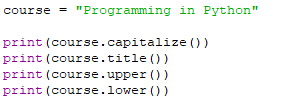 course = "Programming in Python"
print(course.capitalize())
print(course.title())
print(course.upper())
print(course.lower())